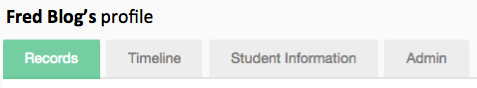 Fred Blog’s profile
Records Timeline Student Information Admin